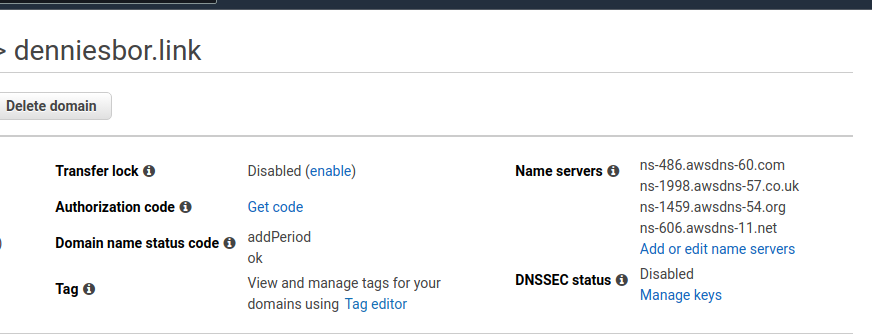 > denniesbor.link
Delete domain
Transfer lock Disabled (enable)
Authorization code Get code
Domain name status code addPeriod
ok
Tag View and manage tags for your
domains using Tag editor
Name servers ns-486.awsdns-60.com
ns-1998.awsdns-57.co.uk
ns-1459.awsdns-54.org
ns-606.awsdns-11.net
Add or edit name servers
DNSSEC status Disabled
Manage keys